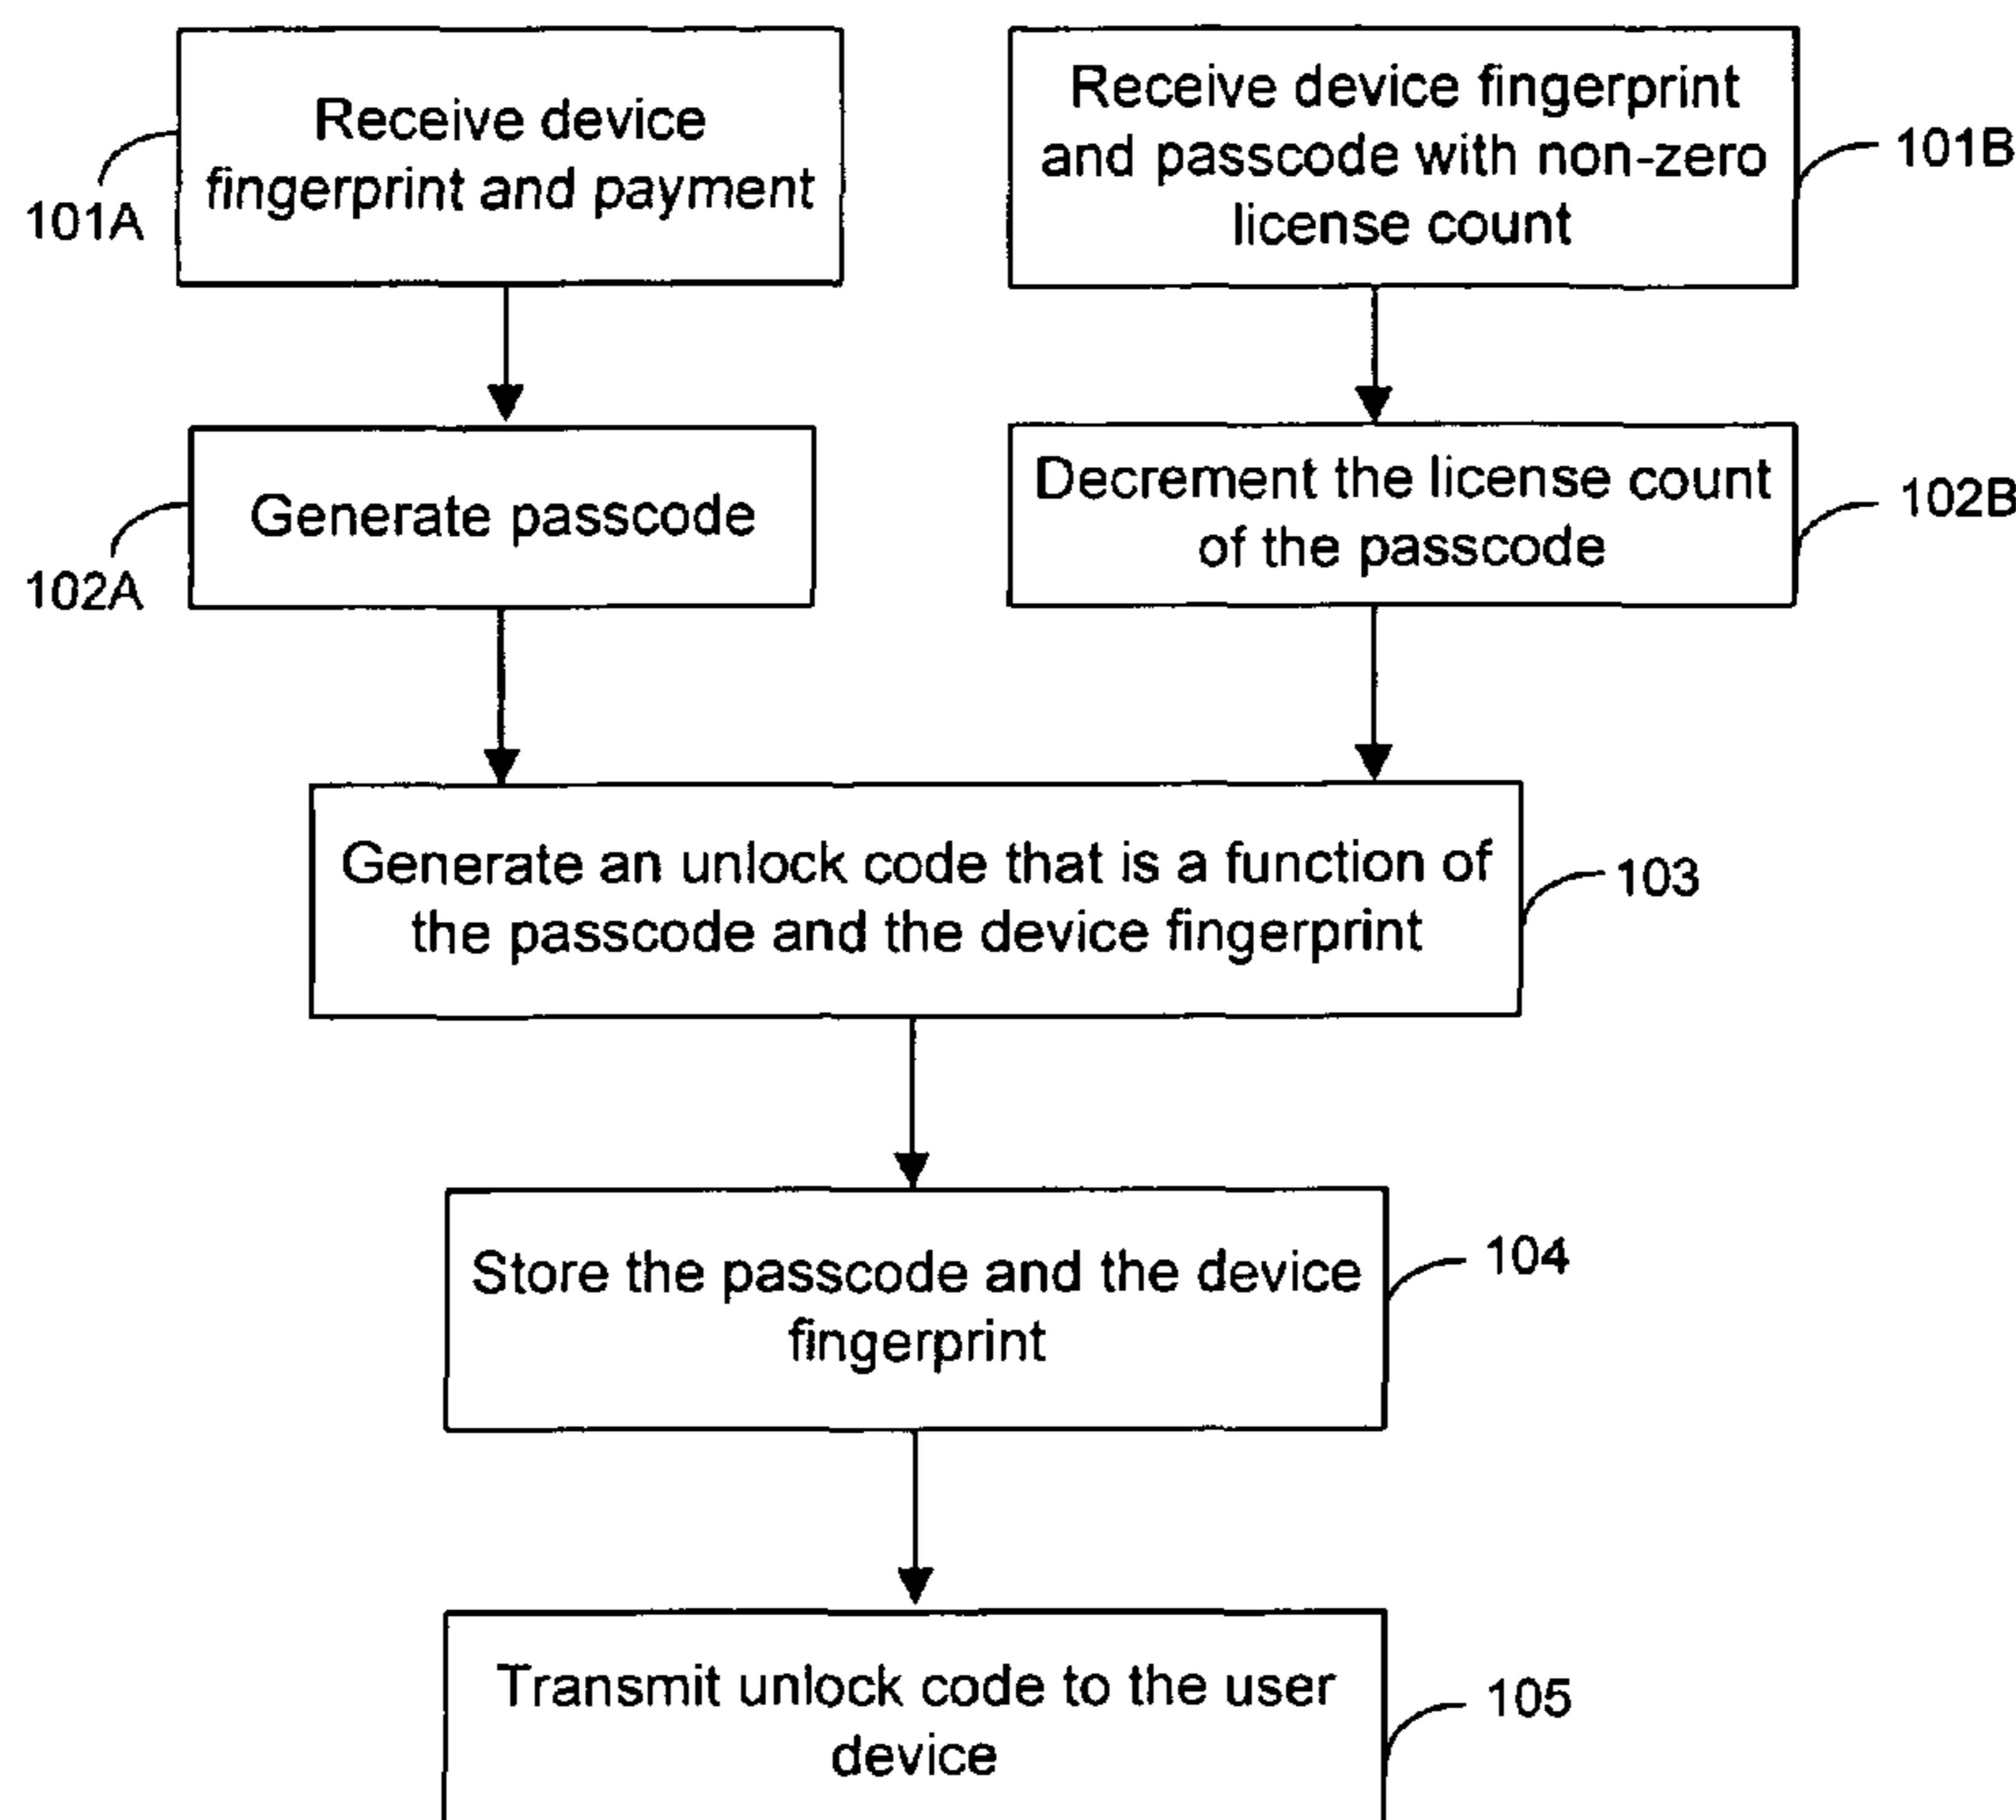 Receive device
fingerprint and payment
101A
Receive device fingerprint
and passcode with non-zero
license count
101B
Generate passcode
102A
Decrement the license count
of the passcode
102B
Generate an unlock code that is a function of
the passcode and the device fingerprint
103
Store the passcode and the device
fingerprint
104
Transmit unlock code to the user
device
105